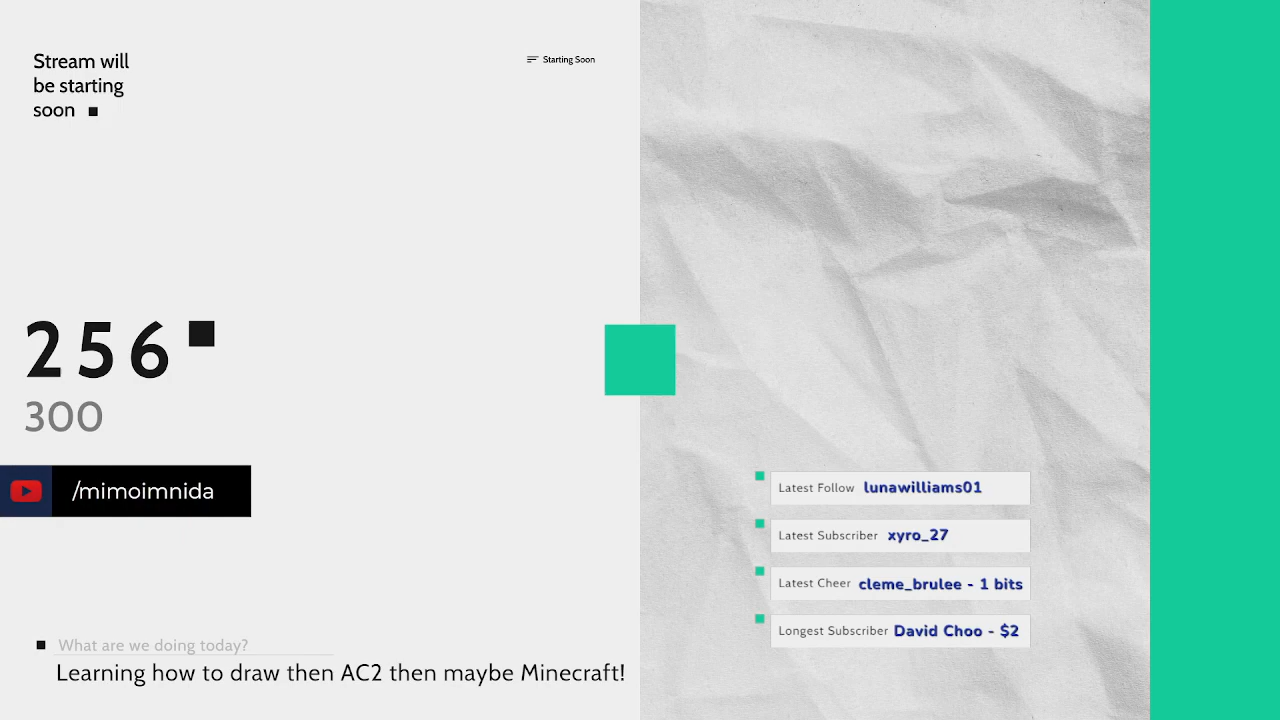 Stream will
be starting
soon
Starting Soon
256
300
/mimoimnida
What are we doing today?
Learning how to draw then AC2 then maybe Minecraft!
Latest Follow lunawilliams01
Latest Subscriber xyro_27
Latest Cheer cleme_brulee - 1 bits
Longest Subscriber David Choo - $2